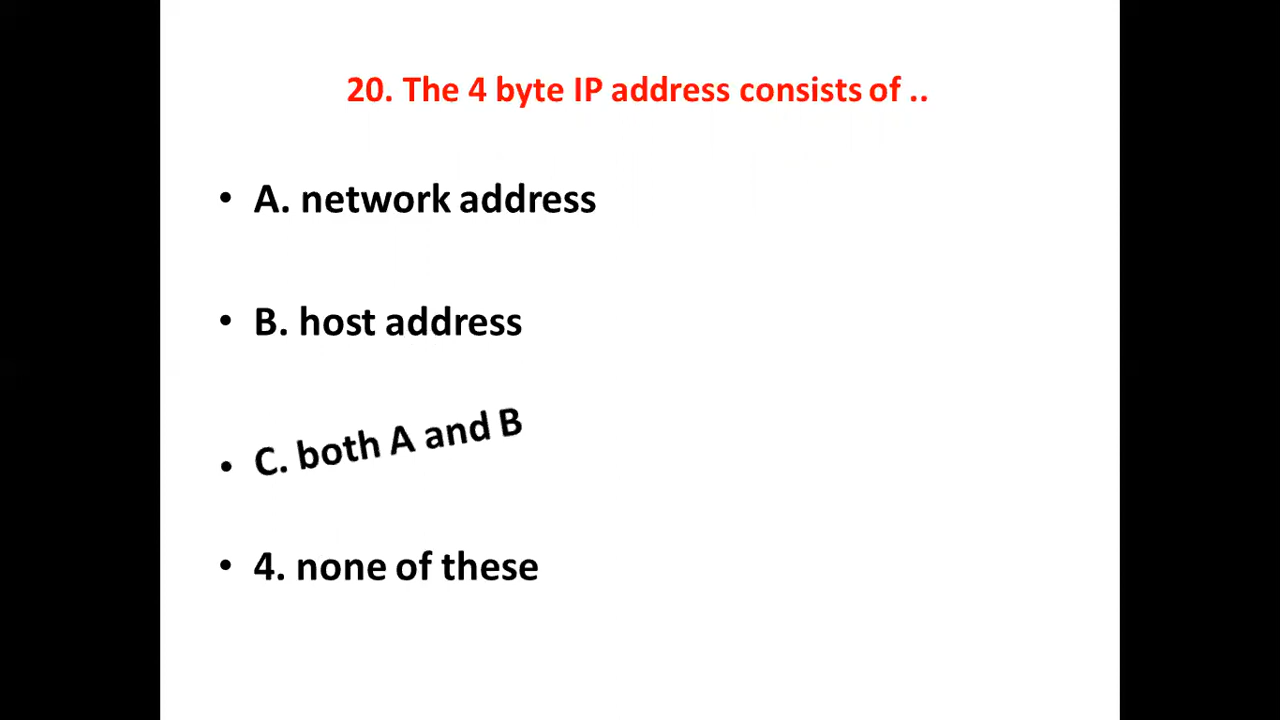 20. The 4 byte IP address consists of ..
• A. network address
• B. host address
• C. both A and B
• 4. none of these